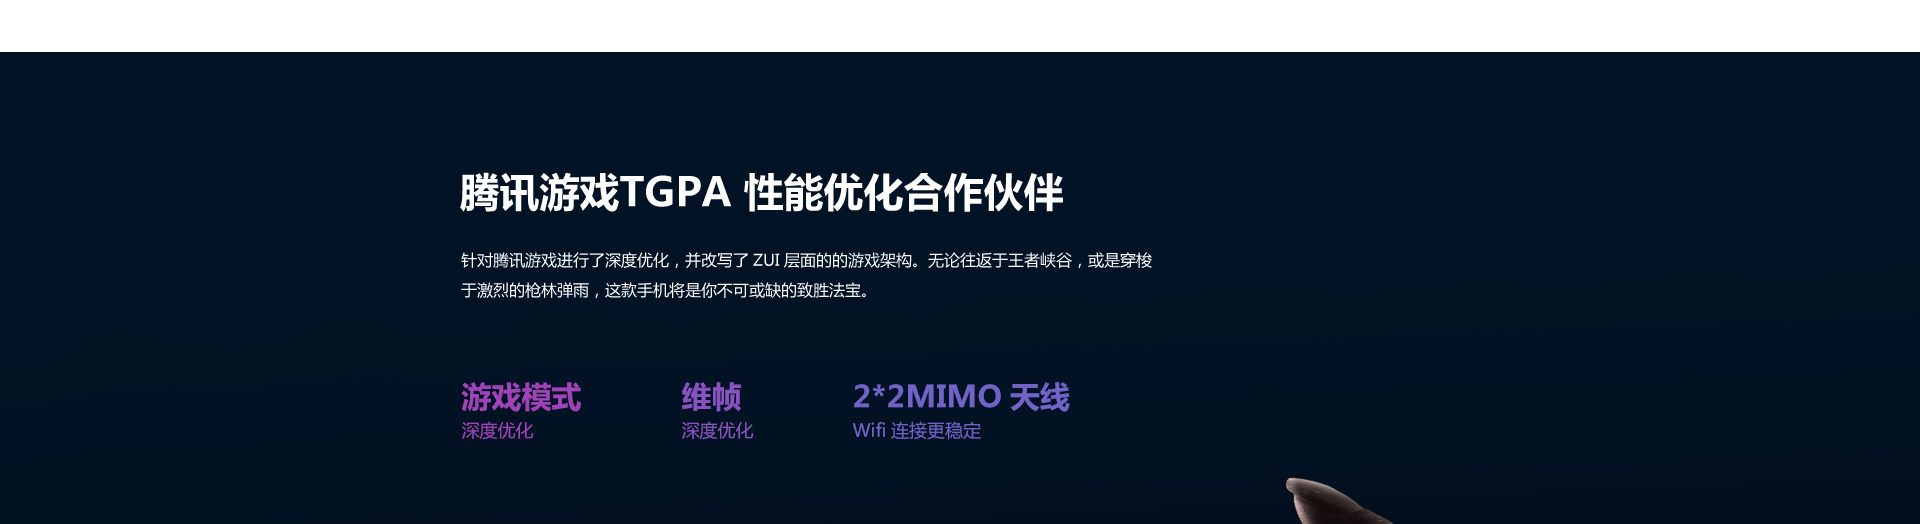 腾讯游戏TGPA 性能优化合作伙伴
针对腾讯游戏进行了深度优化，并改写了 ZUI 层面的的游戏架构。无论往返于王者峡谷，或是穿梭
于激烈的枪林弹雨，这款手机将是你不可或缺的致胜法宝。
游戏模式 维帧 2*2MIMO 天线
深度优化 深度优化 Wifi 连接更稳定